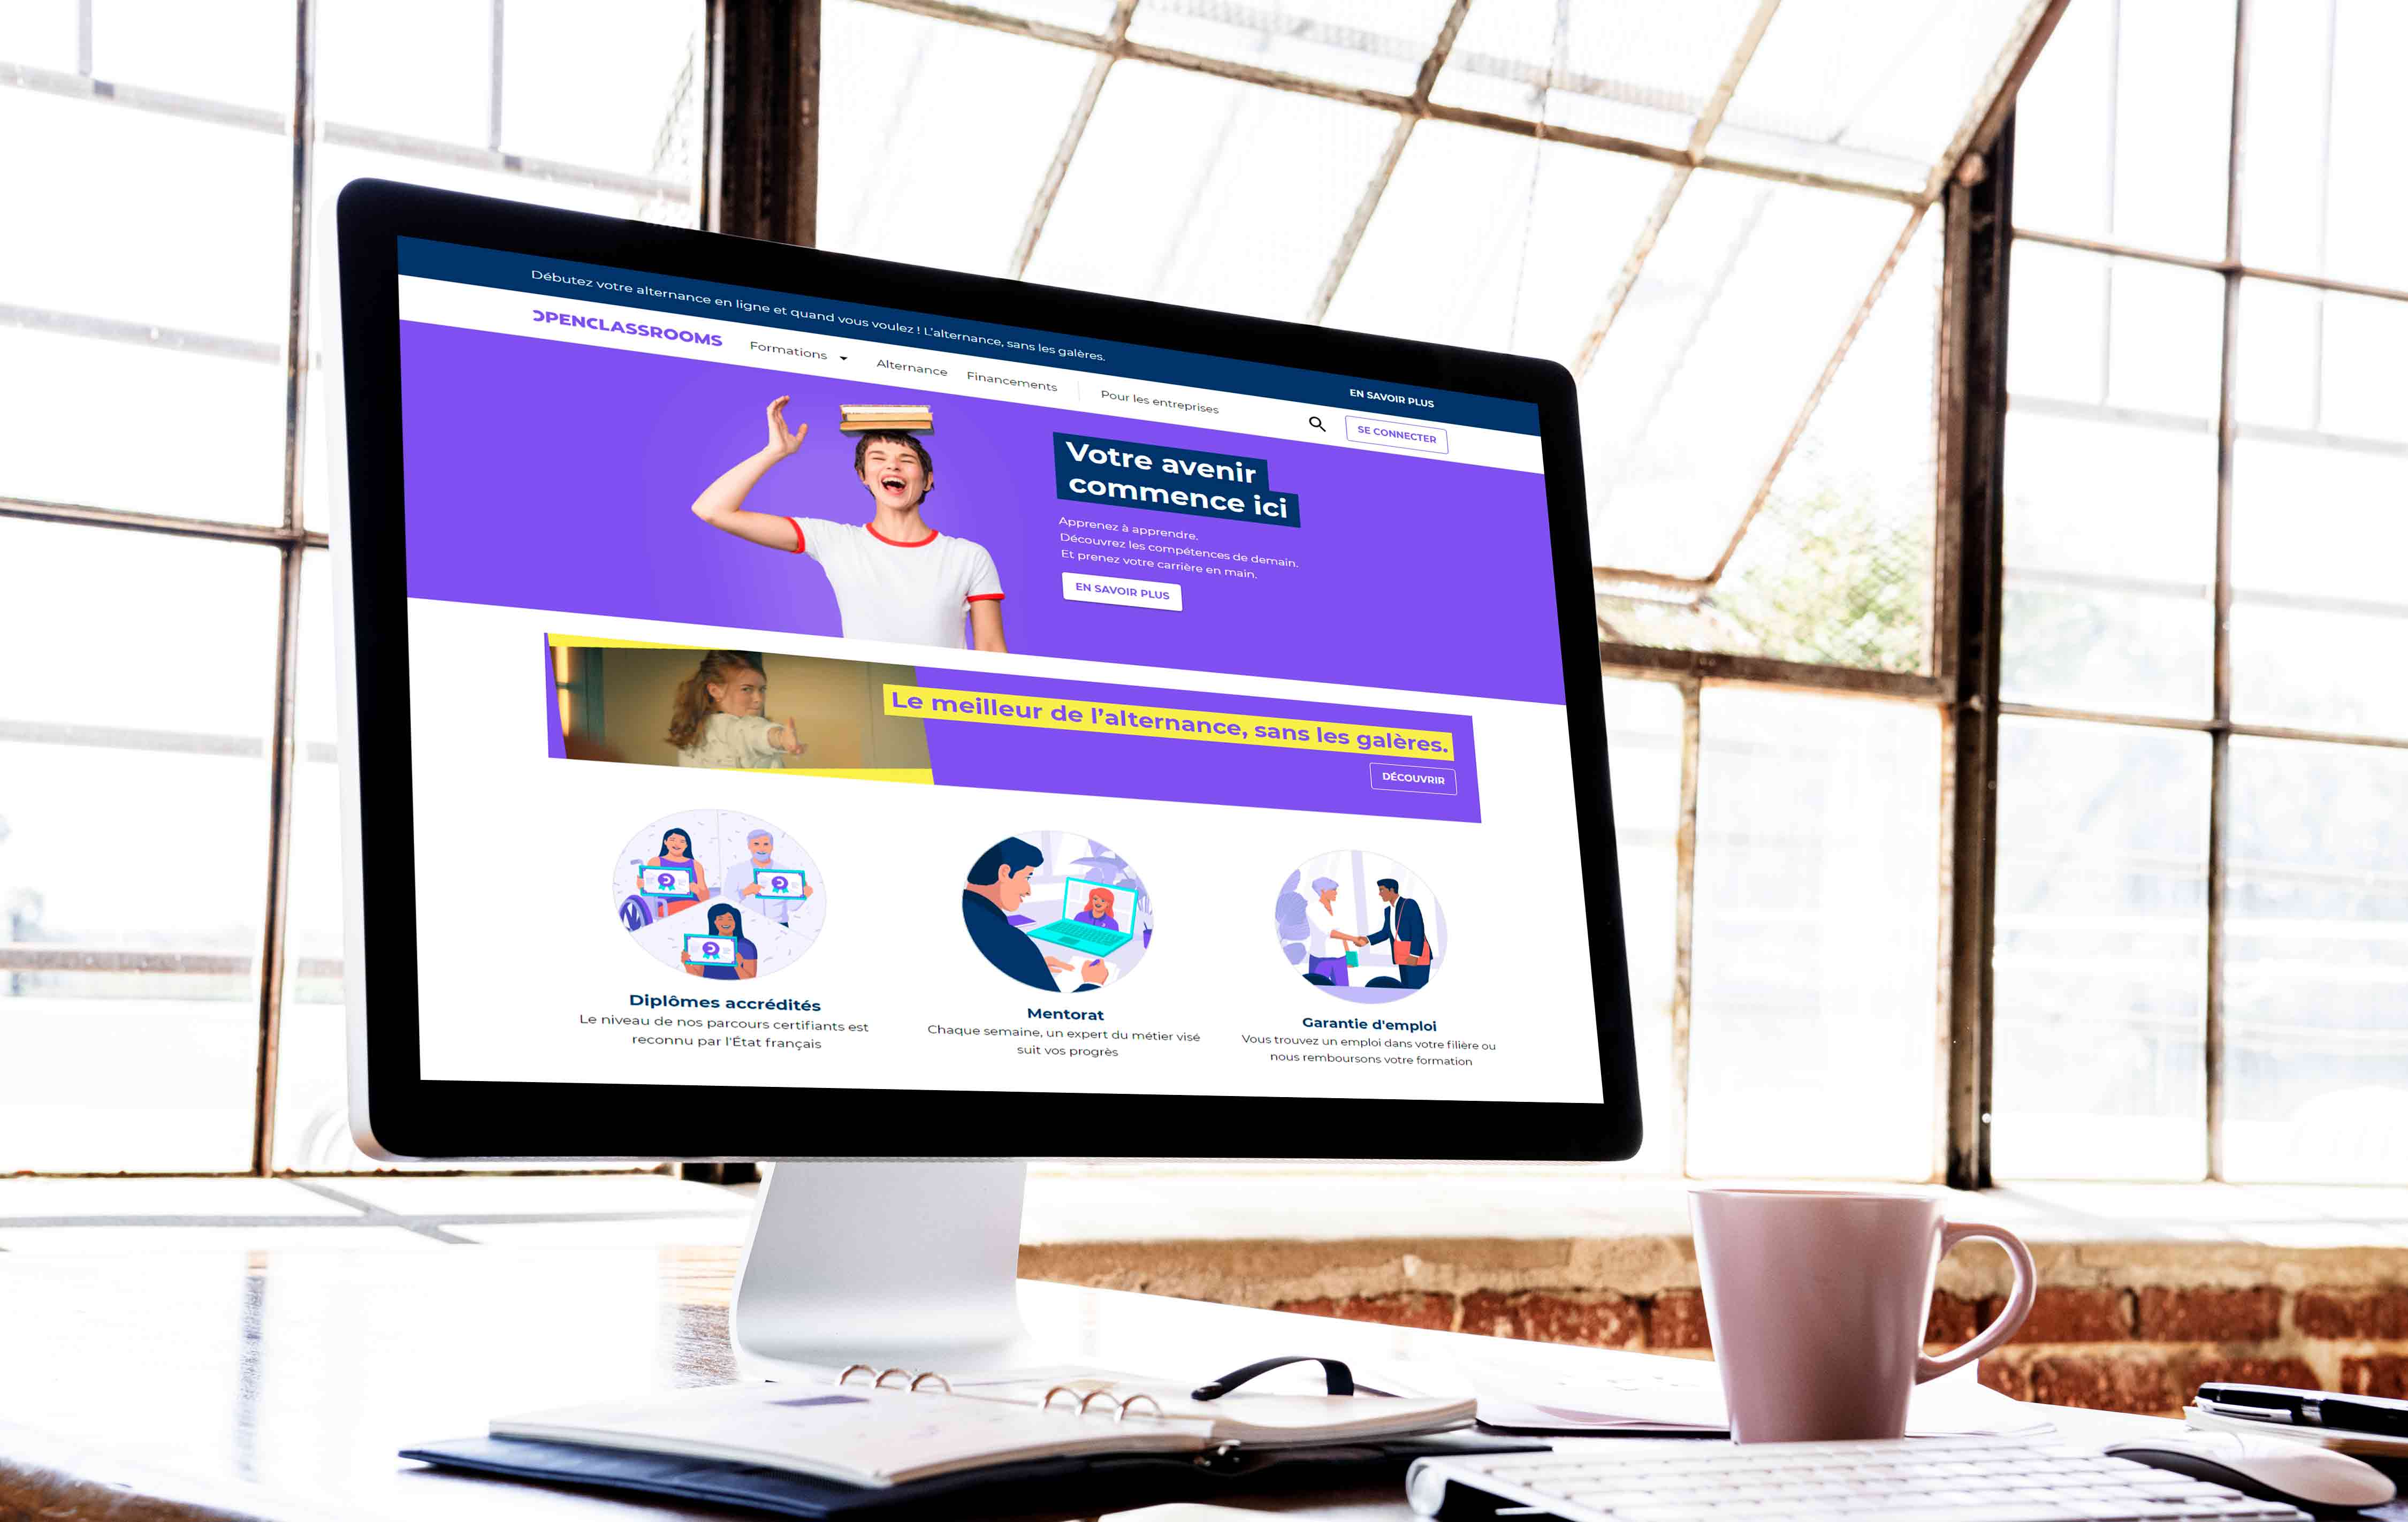 Débutez votre alternance en ligne et quand vous voulez ! L'alternance, sans les galères.
EN SAVOIR PLUS
OPENCLASSROOMS
Formations
Alternance
Financements
Pour les entreprises
SE CONNECTER
Votre avenir
commence ici
Apprenez à apprendre.
Découvrez les compétences de demain.
Et prenez votre carrière en main.
EN SAVOIR PLUS
Le meilleur de l'alternance, sans les galères.
DÉCOUVRIR
Diplômes accrédités
Le niveau de nos parcours certifiants est
reconnu par l'État français
Mentorat
Chaque semaine, un expert du métier visé
suit vos progrès
Garantie d'emploi
Vous trouvez un emploi dans votre filière ou
nous remboursons votre formation